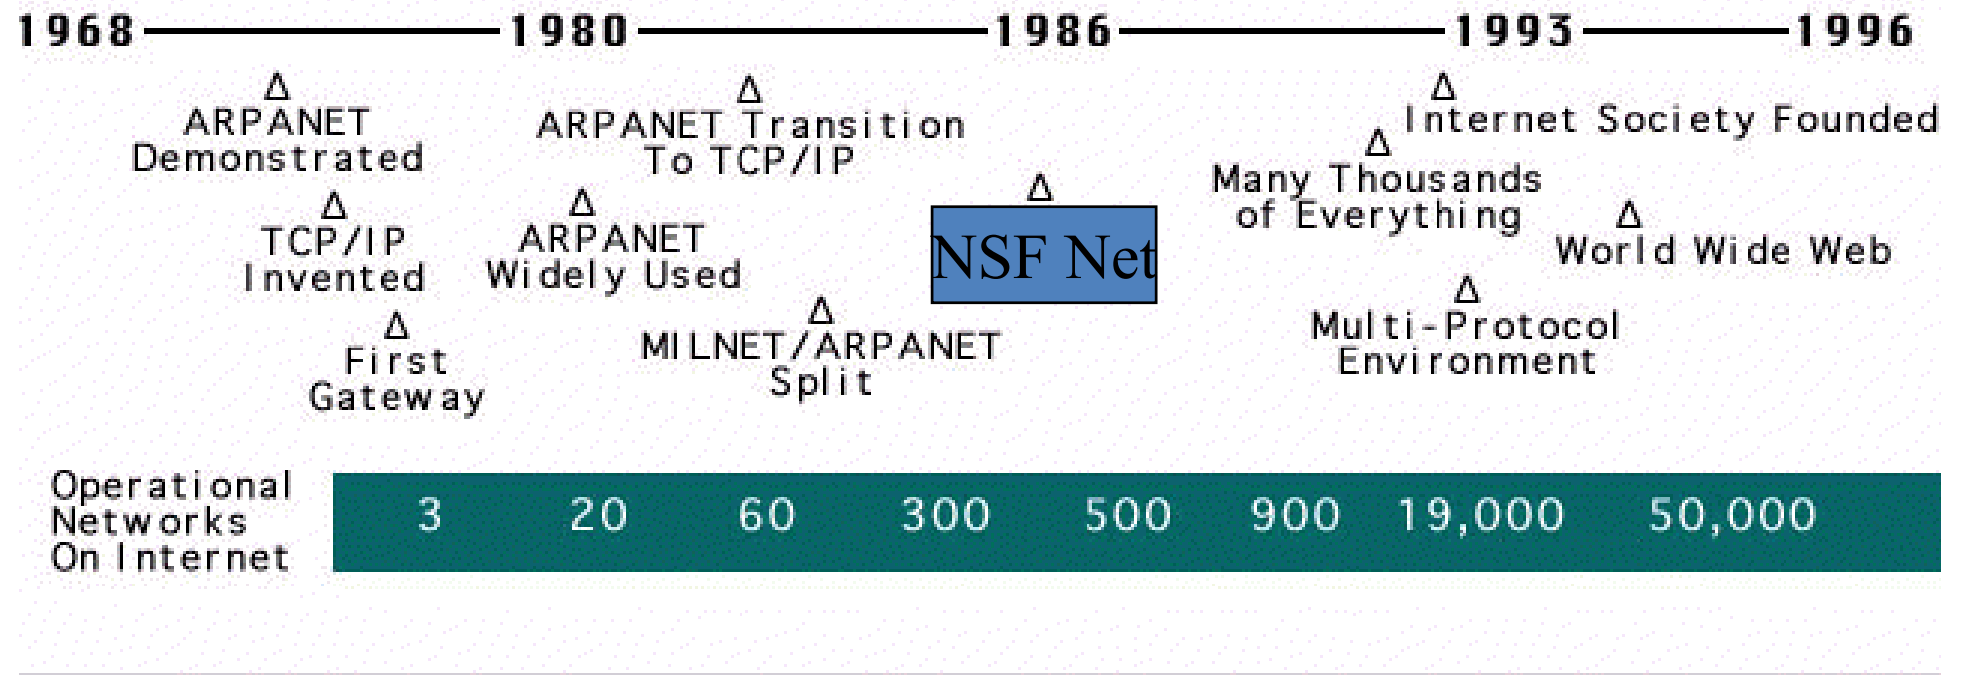 1968 1980 1986 1993 1996
Δ
ARPANET
Demonstrated
Δ
TCP/IP
Invented
Δ
First
Gateway
Δ
ARPANET Transition
To TCP/IP
Δ
ARPANET
Widely Used
Δ
MILNET/ARPANET
Split
Δ
NSF Net
Δ
Internet Society Founded
Δ
Many Thousands
of Everything
Δ
World Wide Web
Δ
Multi-Protocol
Environment
Operational
Networks
On Internet
3 20 60 300 500 900 19,000 50,000